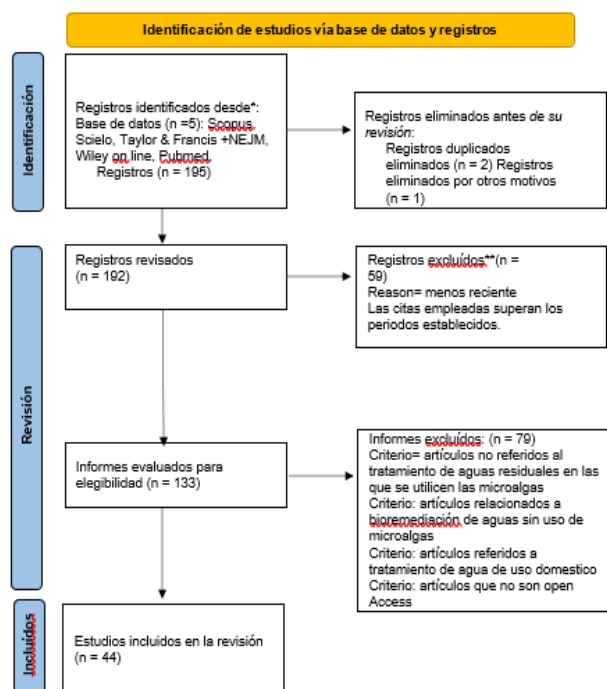 Identificación de estudios vía base de datos y registros
Identificación
Registros identificados desde*:
Base de datos (n =5): Scopus,
Scielo, Taylor & Francis +NEJM,
Wiley on line, Pubmed
Registros (n = 195)
Registros eliminados antes de su
revisión:
Registros duplicados
eliminados (n = 2) Registros
eliminados por otros motivos
(n = 1)
Revisión
Registros revisados
(n = 192)
Registros excluídos**(n =
59)
Reason= menos reciente
Las citas empleadas superan los
periodos establecidos.
Informes evaluados para
elegibilidad (n = 133)
Informes excluídos: (n = 79)
Criterio= artículos no referidos al
tratamiento de aguas residuales en las
que se utilicen las microalgas
Criterio: artículos relacionados a
bioremediación de aguas sin uso de
microalgas
Criterio: artículos referidos a
tratamiento de agua de uso domestico
Criterio: artículos que no son open
Access
Incluídos
Estudios incluidos en la revisión
(n = 44)